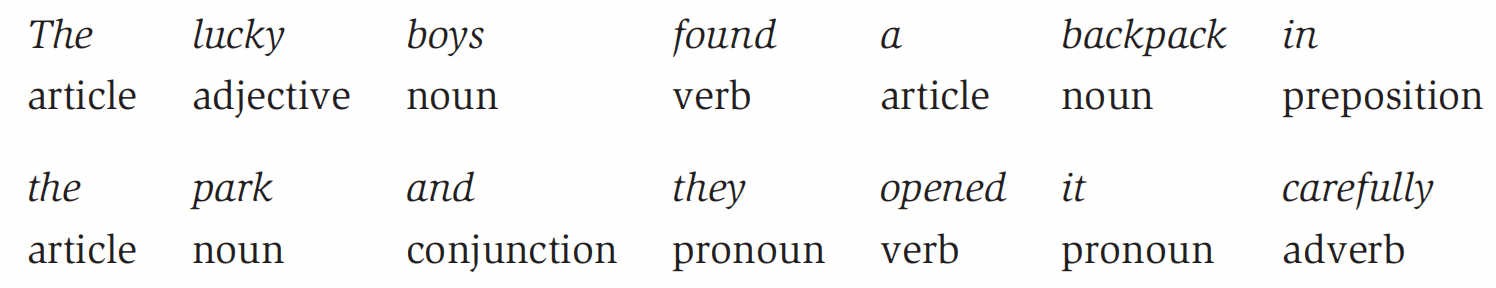 The lucky boys found a backpack in
article adjective noun verb article noun preposition
the park and they opened it carefully
article noun conjunction pronoun verb pronoun adverb